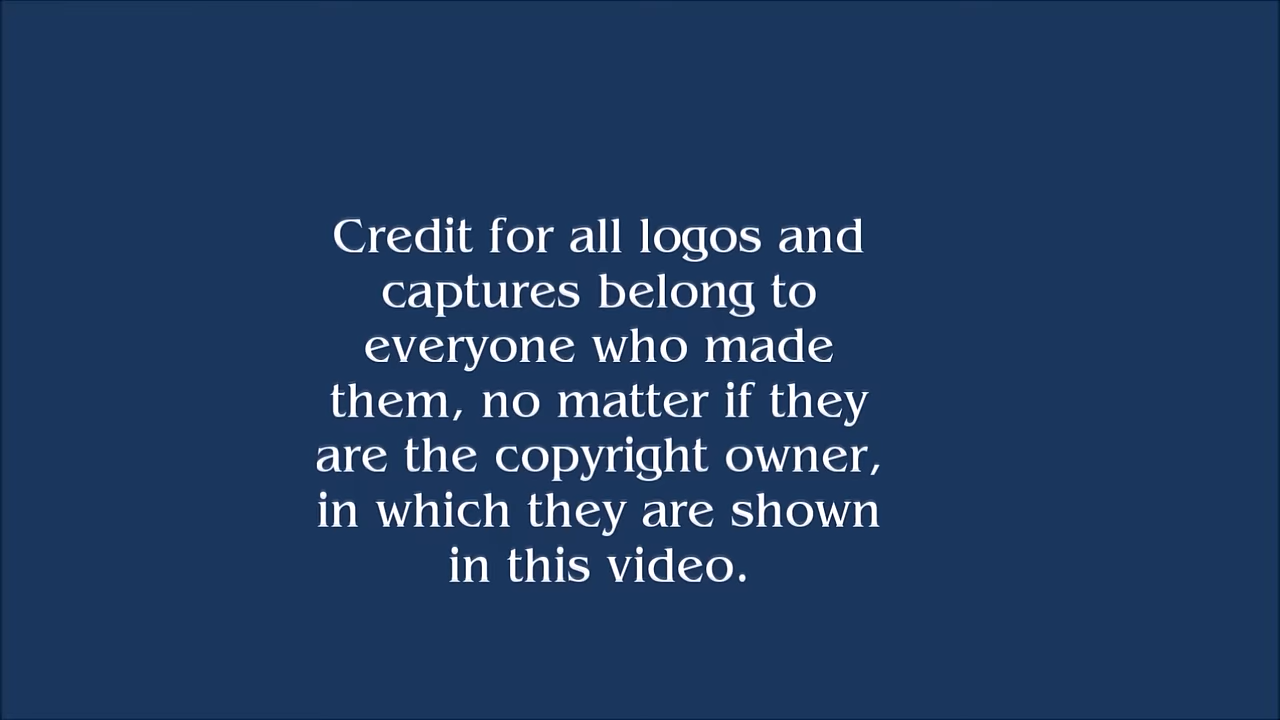 Credit for all logos and
captures belong to
everyone who made
them, no matter if they
are the copyright owner,
in which they are shown
in this video.